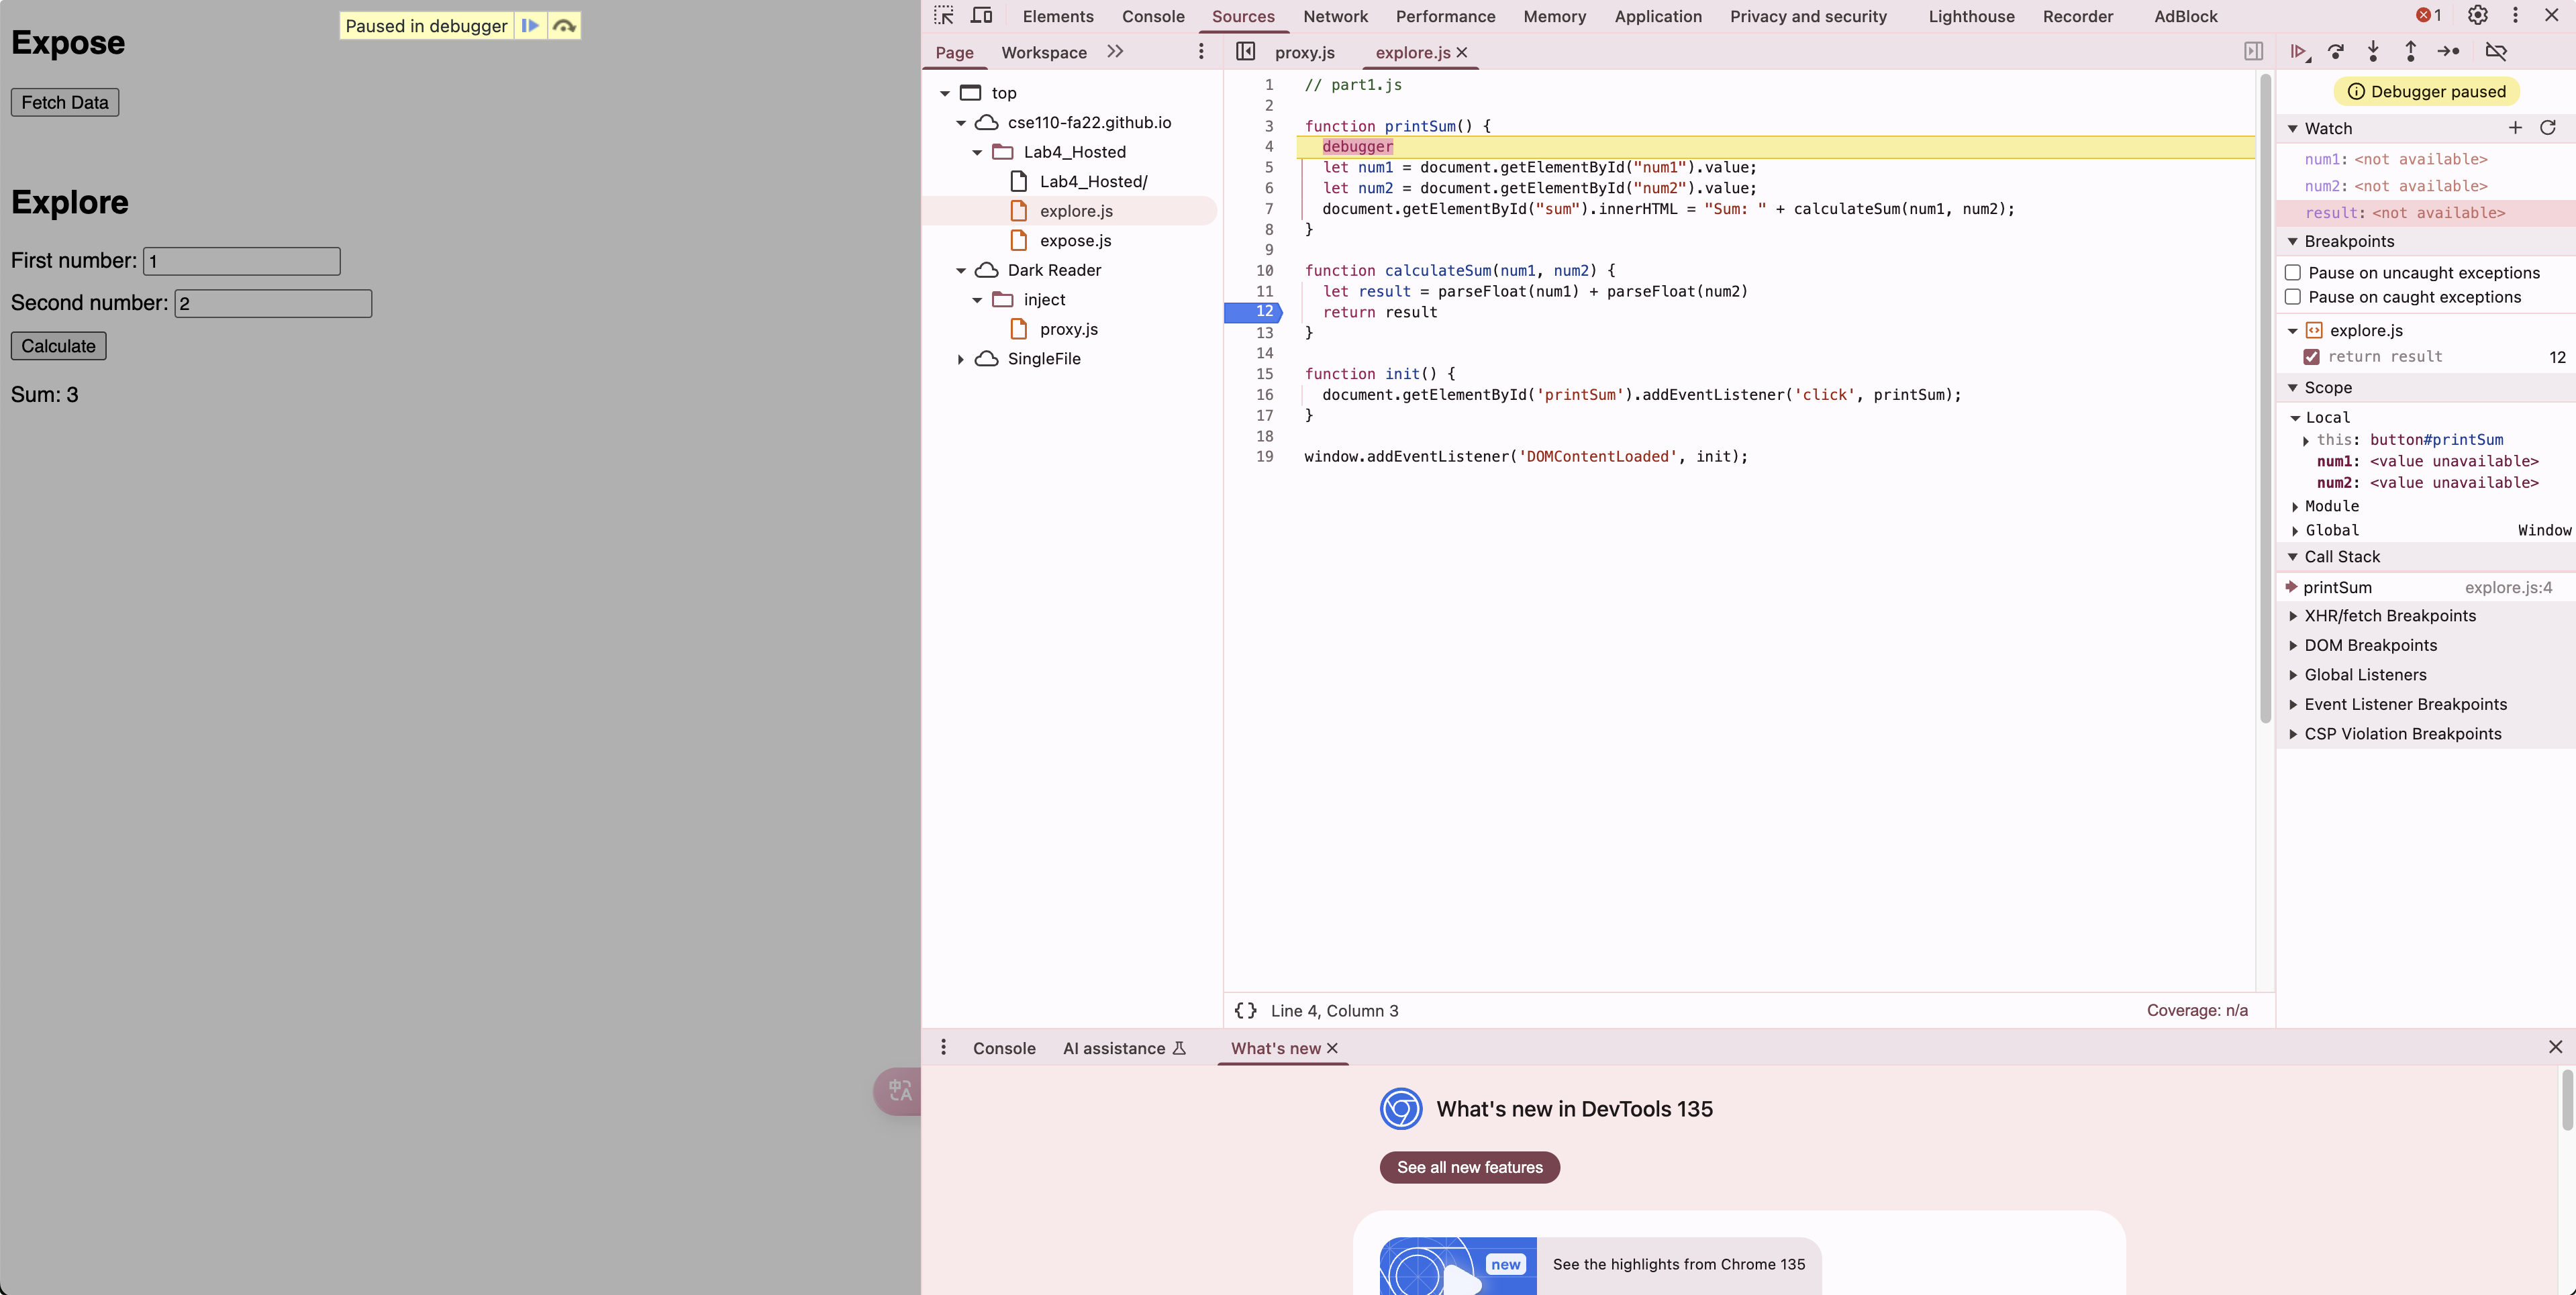 Paused in debugger
Expose
Fetch Data
Explore
First number: 1
Second number: 2
Calculate
Sum: 3
Elements Console Sources Network Performance Memory Application Privacy and security Lighthouse Recorder AdBlock 1
Page Workspace
proxy.js explore.js
top
cse110-fa22.github.io
Lab4_Hosted
Lab4_Hosted/
explore.js
expose.js
Dark Reader
inject
proxy.js
SingleFile
1 // part1.js
2
3 function printSum() {
4 debugger
5 let num1 = document.getElementById("num1").value;
6 let num2 = document.getElementById("num2").value;
7 document.getElementById("sum").innerHTML = "Sum: " + calculateSum(num1, num2);
8 }
9
10 function calculateSum(num1, num2) {
11 let result = parseFloat(num1) + parseFloat(num2)
12 return result
13 }
14
15 function init() {
16 document.getElementById('printSum').addEventListener('click', printSum);
17 }
18
19 window.addEventListener('DOMContentLoaded', init);
{} Line 4, Column 3
Coverage: n/a
Debugger paused
Watch
num1: <not available>
num2: <not available>
result: <not available>
Breakpoints
Pause on uncaught exceptions
Pause on caught exceptions
explore.js
return result 12
Scope
Local
this: button#printSum
num1: <value unavailable>
num2: <value unavailable>
Module
Global Window
Call Stack
printSum explore.js:4
XHR/fetch Breakpoints
DOM Breakpoints
Global Listeners
Event Listener Breakpoints
CSP Violation Breakpoints
Console AI assistance What's new
中A
What's new in DevTools 135
See all new features
new
See the highlights from Chrome 135